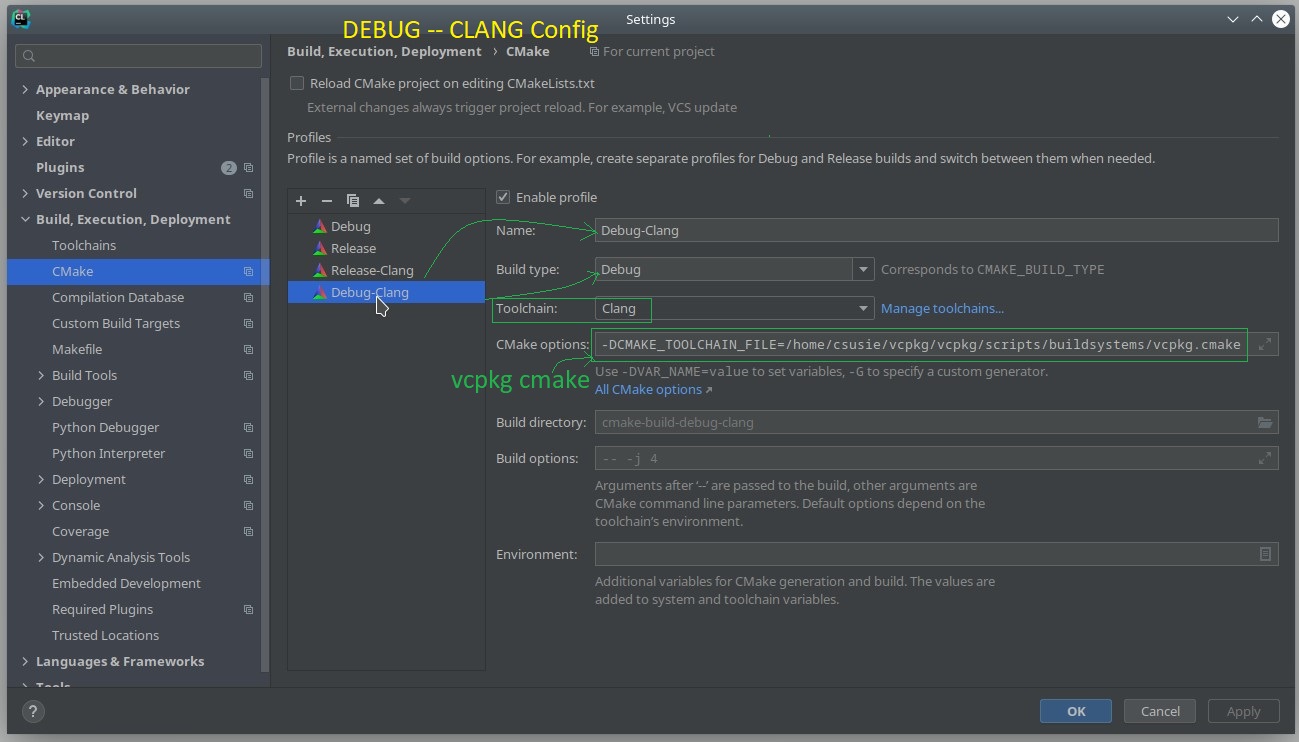 CL
DEBUG -- CLANG Config
Settings
Appearance & Behavior
Keymap
Editor
Plugins 2
Version Control
Build, Execution, Deployment
Toolchains
CMake
Compilation Database
Custom Build Targets
Makefile
Build Tools
Debugger
Python Debugger
Python Interpreter
Deployment
Console
Coverage
Dynamic Analysis Tools
Embedded Development
Required Plugins
Trusted Locations
Languages & Frameworks
Tools
Build, Execution, Deployment › CMake For current project
Reload CMake project on editing CMakeLists.txt
External changes always trigger project reload. For example, VCS update
Profiles
Profile is a named set of build options. For example, create separate profiles for Debug and Release builds and switch between them when needed.
Debug
Release
Release-Clang
Debug-Clang
Enable profile
Name: Debug-Clang
Build type: Debug Corresponds to CMAKE_BUILD_TYPE
Toolchain: Clang Manage toolchains...
CMake options: -DCMAKE_TOOLCHAIN_FILE=/home/csusie/vcpkg/vcpkg/scripts/buildsystems/vcpkg.cmake
vcpkg cmake
Use -DVAR_NAME=value to set variables, -G to specify a custom generator.
All CMake options ↗
Build directory: cmake-build-debug-clang
Build options: -- -j 4
Arguments after ‘--’ are passed to the build, other arguments are
CMake command line parameters. Default options depend on the
toolchain’s environment.
Environment:
Additional variables for CMake generation and build. The values are
added to system and toolchain variables.
?
OK Cancel Apply